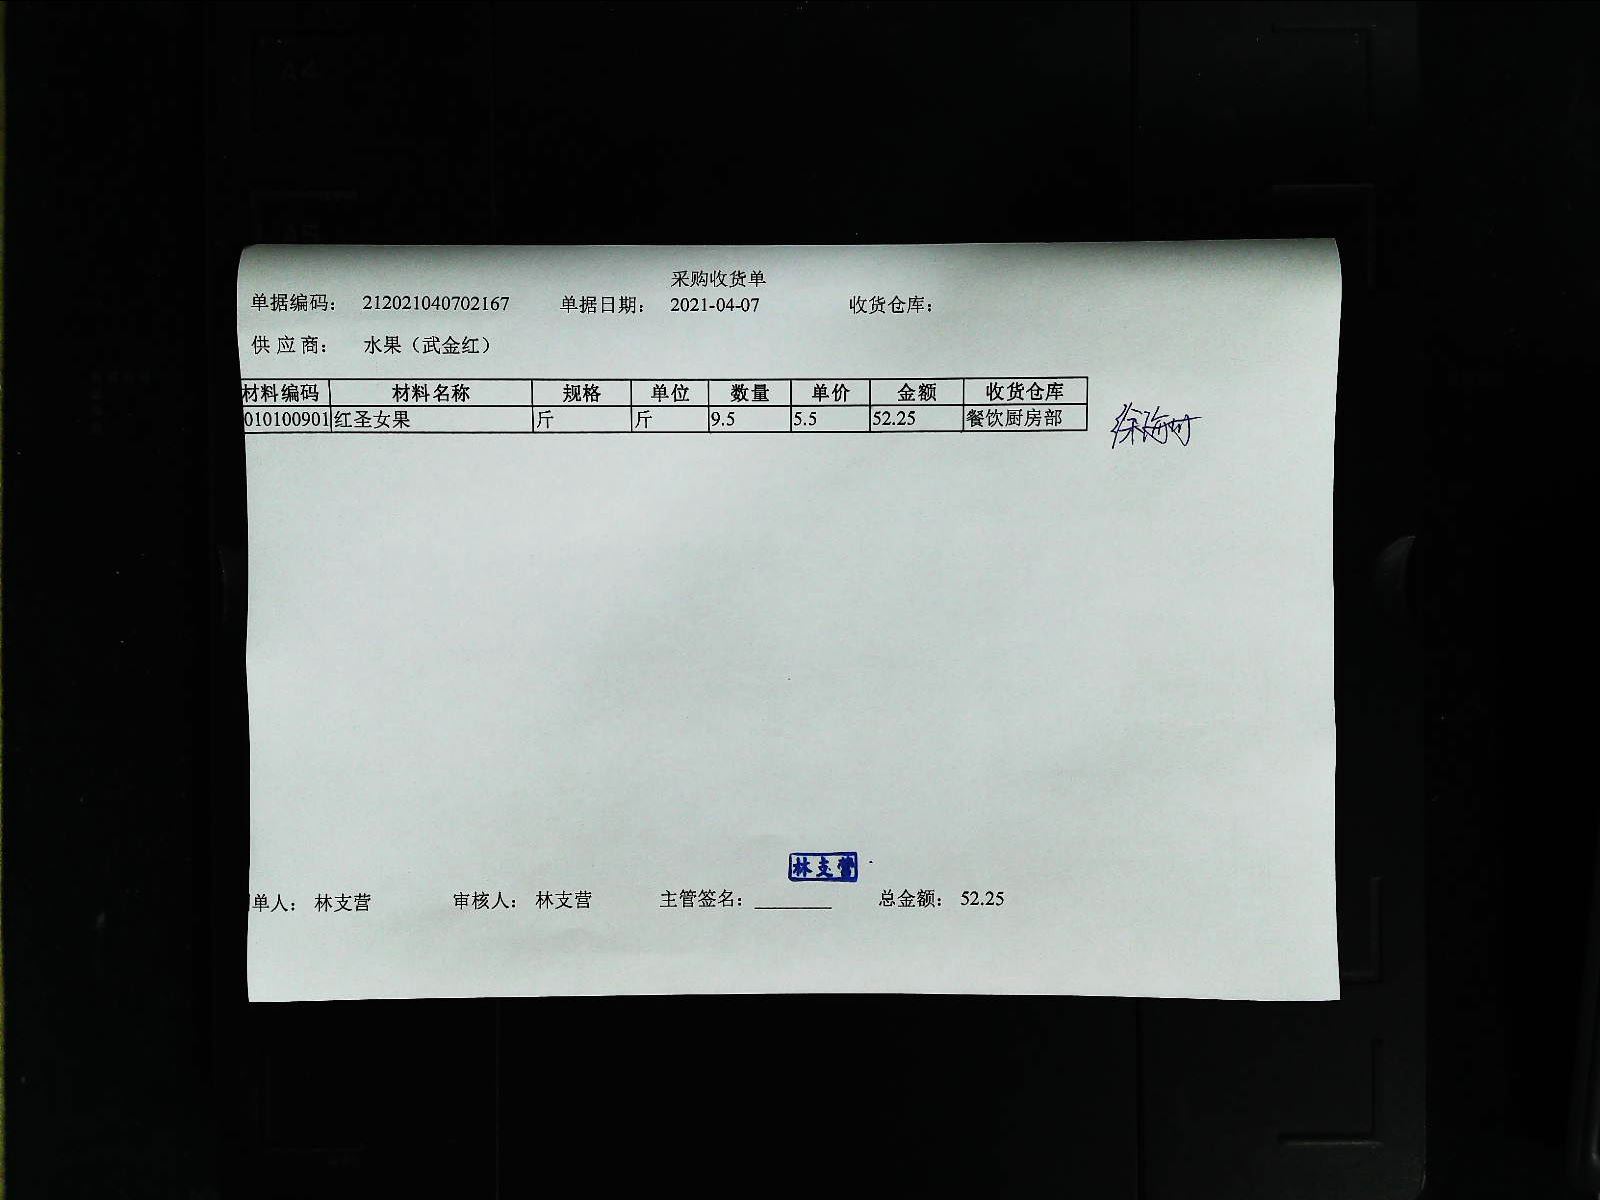 采购收货单
单据编码： 212021040702167 单据日期： 2021-04-07 收货仓库：
供应商： 水果（武金红）
材料编码 材料名称 规格 单位 数量 单价 金额 收货仓库
010100901 红圣女果 斤 斤 9.5 5.5 52.25 餐饮厨房部
林支营
单人： 林支营 审核人： 林支营 主管签名：________ 总金额： 52.25